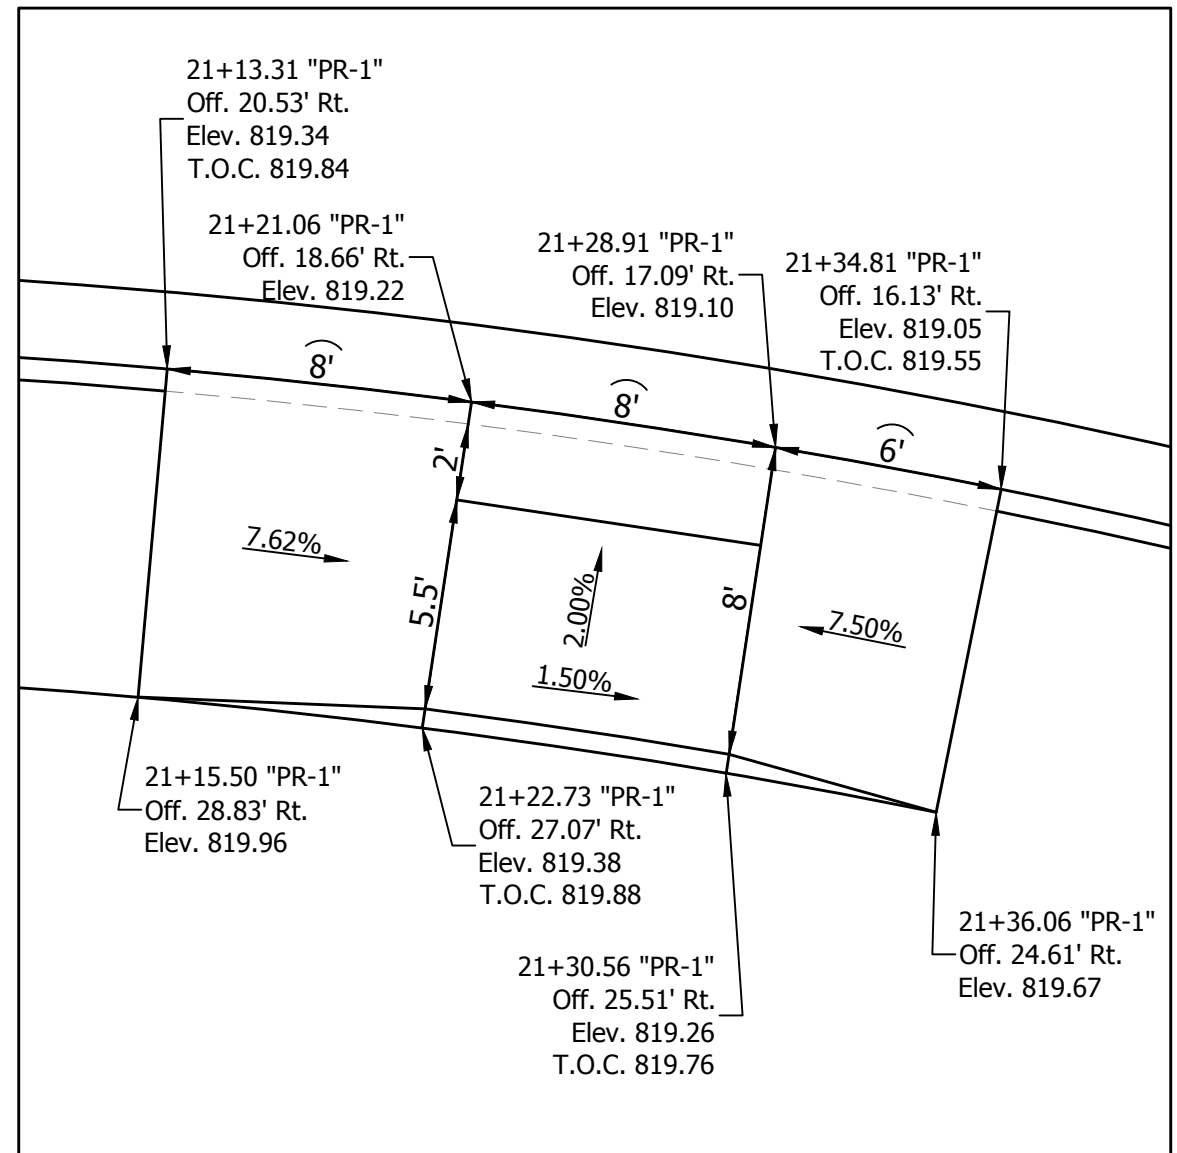 21+13.31 "PR-1"
Off. 20.53' Rt.
Elev. 819.34
T.O.C. 819.84
21+21.06 "PR-1"
Off. 18.66' Rt.
Elev. 819.22
21+28.91 "PR-1"
Off. 17.09' Rt.
Elev. 819.10
21+34.81 "PR-1"
Off. 16.13' Rt.
Elev. 819.05
T.O.C. 819.55
8'
8'
6'
2'
7.62%
5.5'
2.00%
1.50%
8'
7.50%
21+15.50 "PR-1"
Off. 28.83' Rt.
Elev. 819.96
21+22.73 "PR-1"
Off. 27.07' Rt.
Elev. 819.38
T.O.C. 819.88
21+30.56 "PR-1"
Off. 25.51' Rt.
Elev. 819.26
T.O.C. 819.76
21+36.06 "PR-1"
Off. 24.61' Rt.
Elev. 819.67